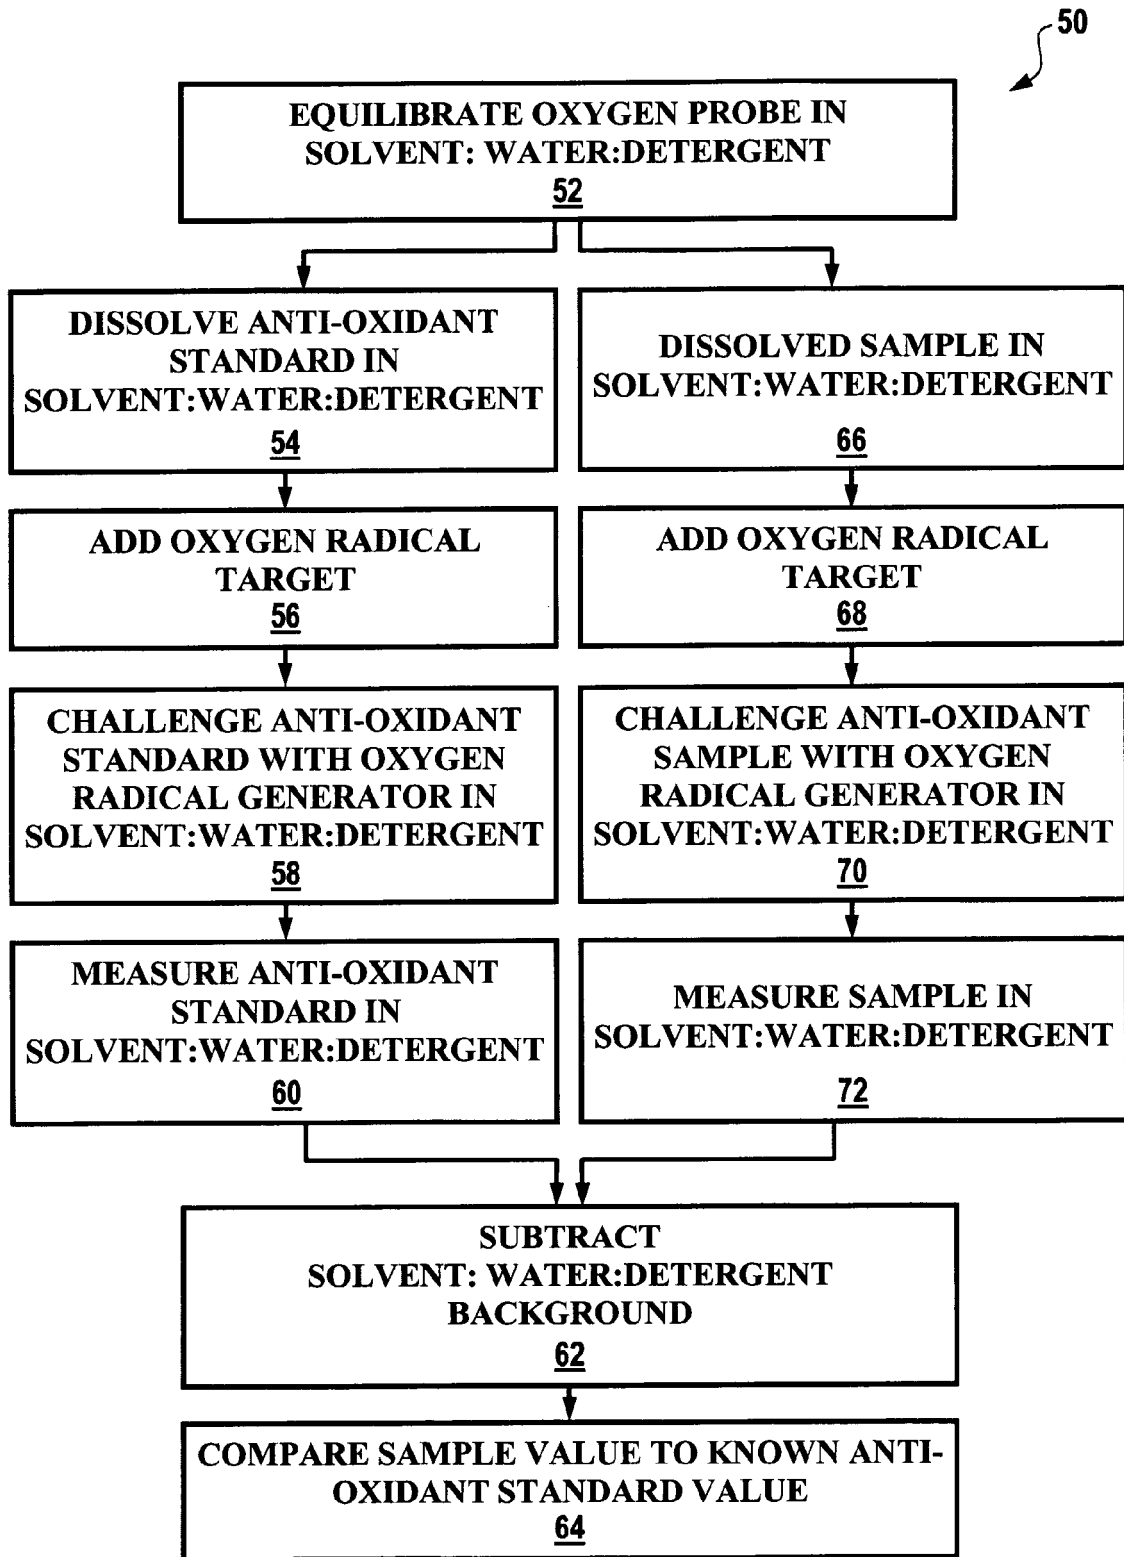 50
EQUILIBRATE OXYGEN PROBE IN
SOLVENT: WATER:DETERGENT
52
DISSOLVE ANTI-OXIDANT
STANDARD IN
SOLVENT:WATER:DETERGENT
54
ADD OXYGEN RADICAL
TARGET
56
CHALLENGE ANTI-OXIDANT
STANDARD WITH OXYGEN
RADICAL GENERATOR IN
SOLVENT:WATER:DETERGENT
58
MEASURE ANTI-OXIDANT
STANDARD IN
SOLVENT:WATER:DETERGENT
60
DISSOLVED SAMPLE IN
SOLVENT:WATER:DETERGENT
66
ADD OXYGEN RADICAL
TARGET
68
CHALLENGE ANTI-OXIDANT
SAMPLE WITH OXYGEN
RADICAL GENERATOR IN
SOLVENT:WATER:DETERGENT
70
MEASURE SAMPLE IN
SOLVENT:WATER:DETERGENT
72
SUBTRACT
SOLVENT: WATER:DETERGENT
BACKGROUND
62
COMPARE SAMPLE VALUE TO KNOWN ANTI-
OXIDANT STANDARD VALUE
64